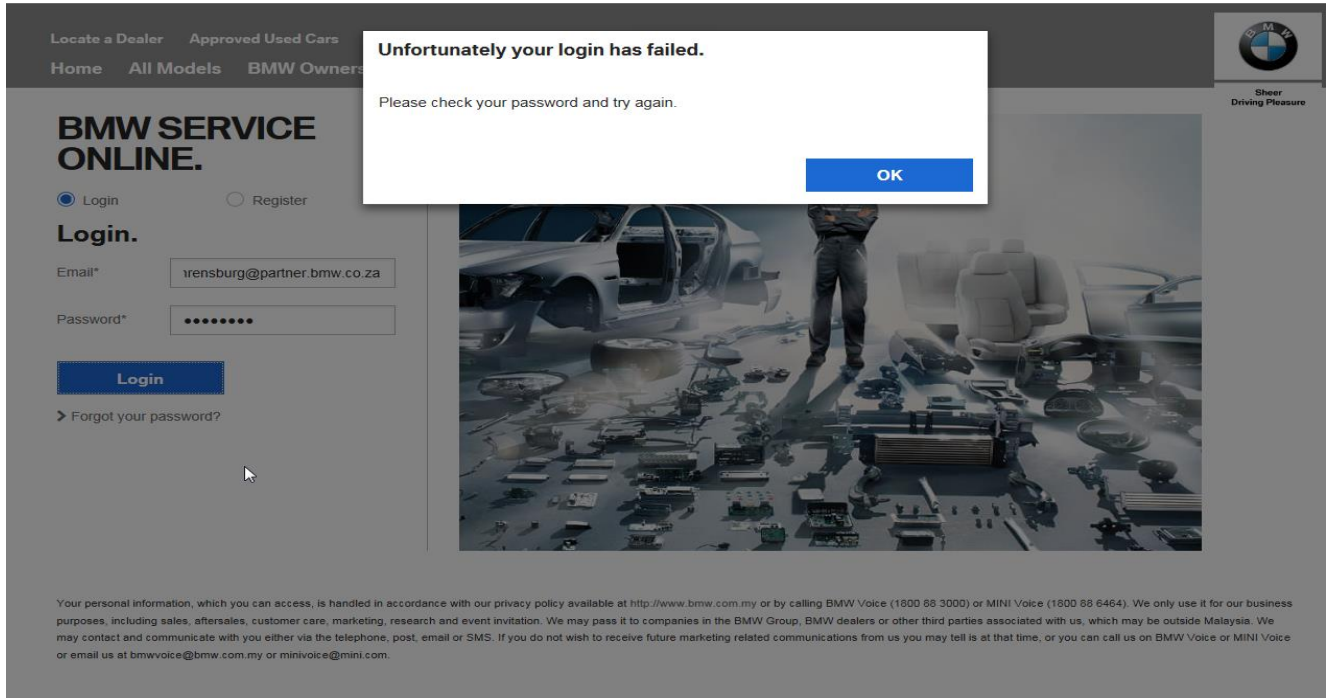 Locate a Dealer Approved Used Cars
Home All Models BMW Owners
Unfortunately your login has failed.
Please check your password and try again.
OK
BMW
Sheer
Driving Pleasure
BMW SERVICE
ONLINE.
Login Register
Login.
Email* rensburg@partner.bmw.co.za
Password* ••••••••
Login
Forgot your password?
Your personal information, which you can access, is handled in accordance with our privacy policy available at http://www.bmw.com.my or by calling BMW Voice (1800 88 3000) or MINI Voice (1800 88 6464). We only use it for our business
purposes, including sales, aftersales, customer care, marketing, research and event invitation. We may pass it to companies in the BMW Group, BMW dealers or other third parties associated with us, which may be outside Malaysia. We
may contact and communicate with you either via the telephone, post, email or SMS. If you do not wish to receive future marketing related communications from us you may tell is at that time, or you can call us on BMW Voice or MINI Voice
or email us at bmwvoice@bmw.com.my or minivoice@mini.com.